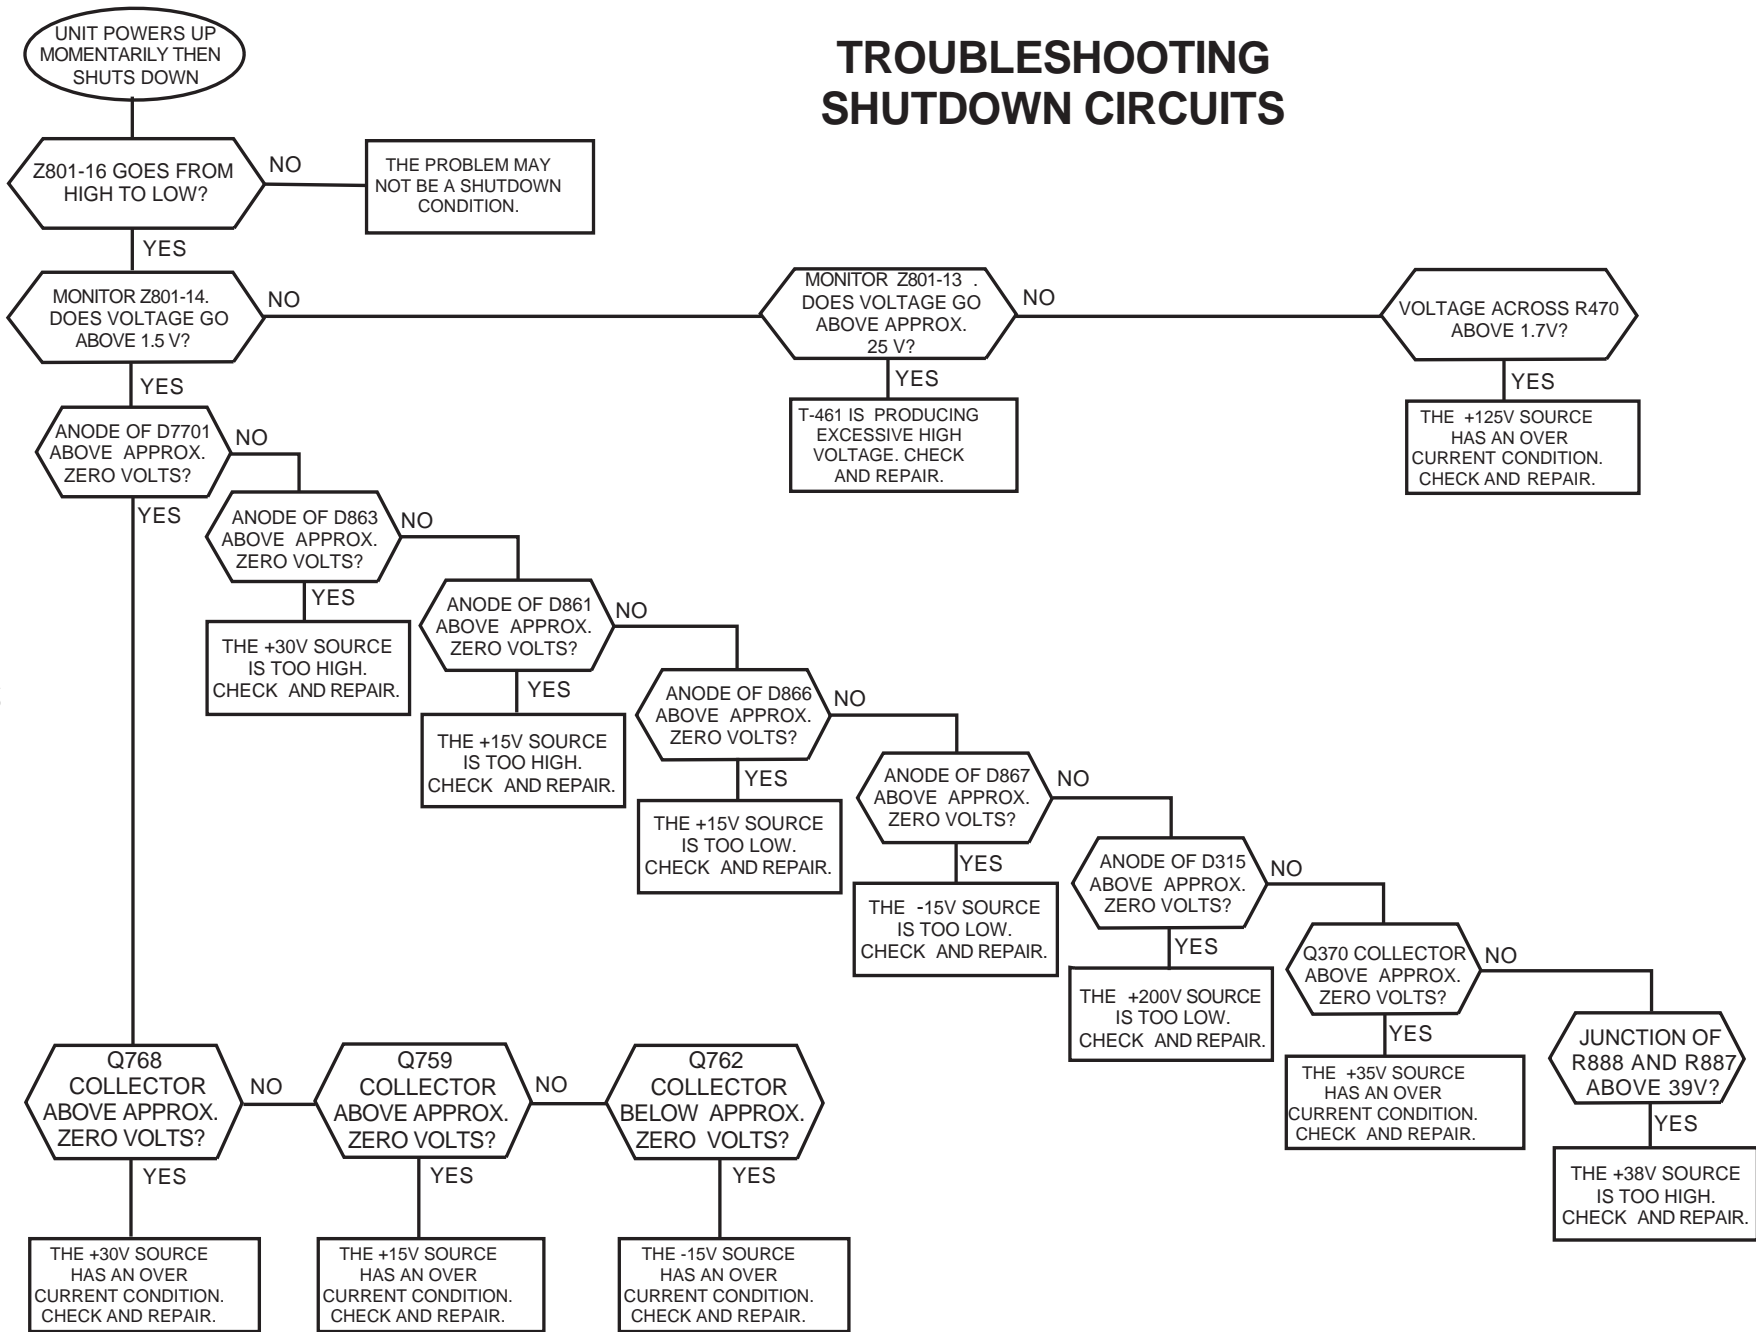 TROUBLESHOOTING
SHUTDOWN CIRCUITS
UNIT POWERS UP
MOMENTARILY THEN
SHUTS DOWN
Z801-16 GOES FROM
HIGH TO LOW?
NO
THE PROBLEM MAY
NOT BE A SHUTDOWN
CONDITION.
YES
MONITOR Z801-14.
DOES VOLTAGE GO
ABOVE 1.5 V?
NO
MONITOR Z801-13 .
DOES VOLTAGE GO
ABOVE APPROX.
25 V?
NO
VOLTAGE ACROSS R470
ABOVE 1.7V?
YES
YES
YES
T-461 IS PRODUCING
EXCESSIVE HIGH
VOLTAGE. CHECK
AND REPAIR.
THE +125V SOURCE
HAS AN OVER
CURRENT CONDITION.
CHECK AND REPAIR.
ANODE OF D7701
ABOVE APPROX.
ZERO VOLTS?
NO
YES
ANODE OF D863
ABOVE APPROX.
ZERO VOLTS?
NO
YES
THE +30V SOURCE
IS TOO HIGH.
CHECK AND REPAIR.
ANODE OF D861
ABOVE APPROX.
ZERO VOLTS?
NO
YES
THE +15V SOURCE
IS TOO HIGH.
CHECK AND REPAIR.
ANODE OF D866
ABOVE APPROX.
ZERO VOLTS?
NO
YES
THE +15V SOURCE
IS TOO LOW.
CHECK AND REPAIR.
ANODE OF D867
ABOVE APPROX.
ZERO VOLTS?
NO
YES
THE -15V SOURCE
IS TOO LOW.
CHECK AND REPAIR.
ANODE OF D315
ABOVE APPROX.
ZERO VOLTS?
NO
YES
THE +200V SOURCE
IS TOO LOW.
CHECK AND REPAIR.
Q370 COLLECTOR
ABOVE APPROX.
ZERO VOLTS?
NO
YES
THE +35V SOURCE
HAS AN OVER
CURRENT CONDITION.
CHECK AND REPAIR.
JUNCTION OF
R888 AND R887
ABOVE 39V?
YES
THE +38V SOURCE
IS TOO HIGH.
CHECK AND REPAIR.
Q768
COLLECTOR
ABOVE APPROX.
ZERO VOLTS?
NO
YES
THE +30V SOURCE
HAS AN OVER
CURRENT CONDITION.
CHECK AND REPAIR.
Q759
COLLECTOR
ABOVE APPROX.
ZERO VOLTS?
NO
YES
THE +15V SOURCE
HAS AN OVER
CURRENT CONDITION.
CHECK AND REPAIR.
Q762
COLLECTOR
BELOW APPROX.
ZERO VOLTS?
YES
THE -15V SOURCE
HAS AN OVER
CURRENT CONDITION.
CHECK AND REPAIR.